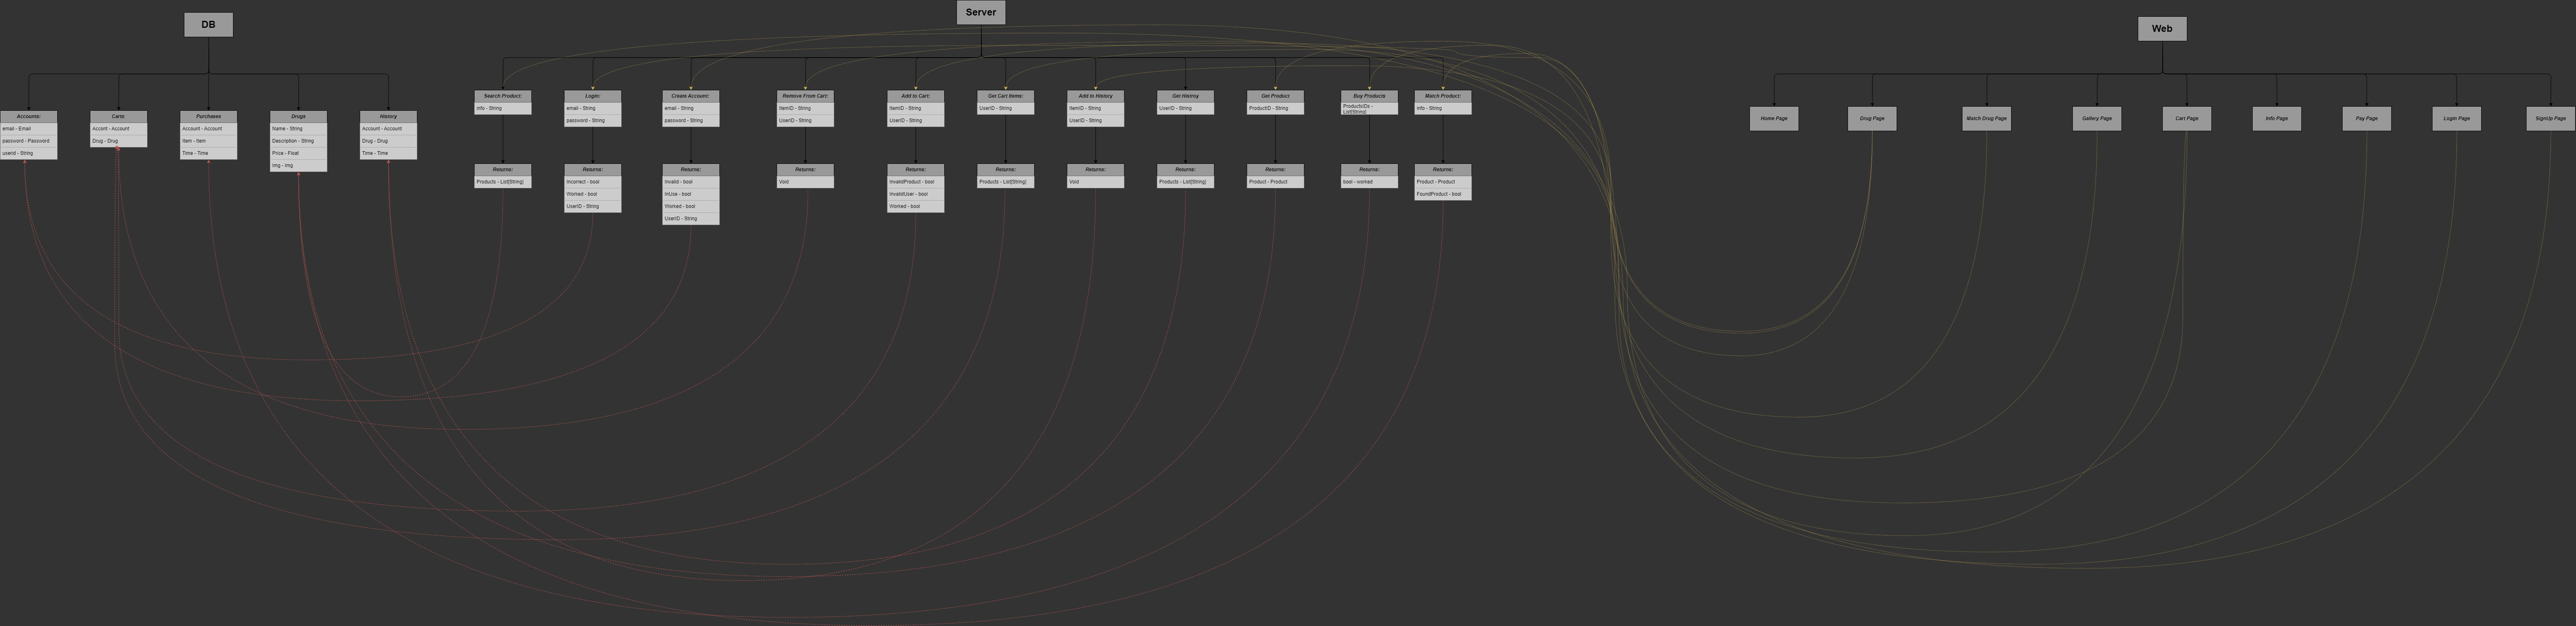 DB
Accounts:
email - Email
password - Password
userid - String
Carts
Accont - Account
Drug - Drug
Purchases
Account - Account
Item - Item
Time - Time
Drugs
Name - String
Description - String
Price - Float
Img - Img
History
Account - Account
Drug - Drug
Time - Time
Server
Search Product:
info - String
Returns:
Products - List[String]
Login:
email - String
password - String
Returns:
Incorrect - bool
Worked - bool
UserID - String
Create Account:
email - String
password - String
Returns:
Invalid - bool
InUse - bool
Worked - bool
UserID - String
Remove From Cart:
ItemID - String
UserID - String
Returns:
Void
Add to Cart:
ItemID - String
UserID - String
Returns:
InvalidProduct - bool
InvalidUser - bool
Worked - bool
Get Cart Items:
UserID - String
Returns:
Products - List[String]
Add to History
ItemID - String
UserID - String
Returns:
Void
Get Histroy
UserID - String
Returns:
Products - List[String]
Get Product
ProductID - String
Returns:
Product - Product
Buy Products
ProductsIDs -
List[String]
Returns:
bool - worked
Match Product:
info - String
Returns:
Product - Product
FoundProduct - bool
Web
Home Page
Drug Page
Match Drug Page
Gallery Page
Cart Page
Info Page
Pay Page
Login Page
SignUp Page